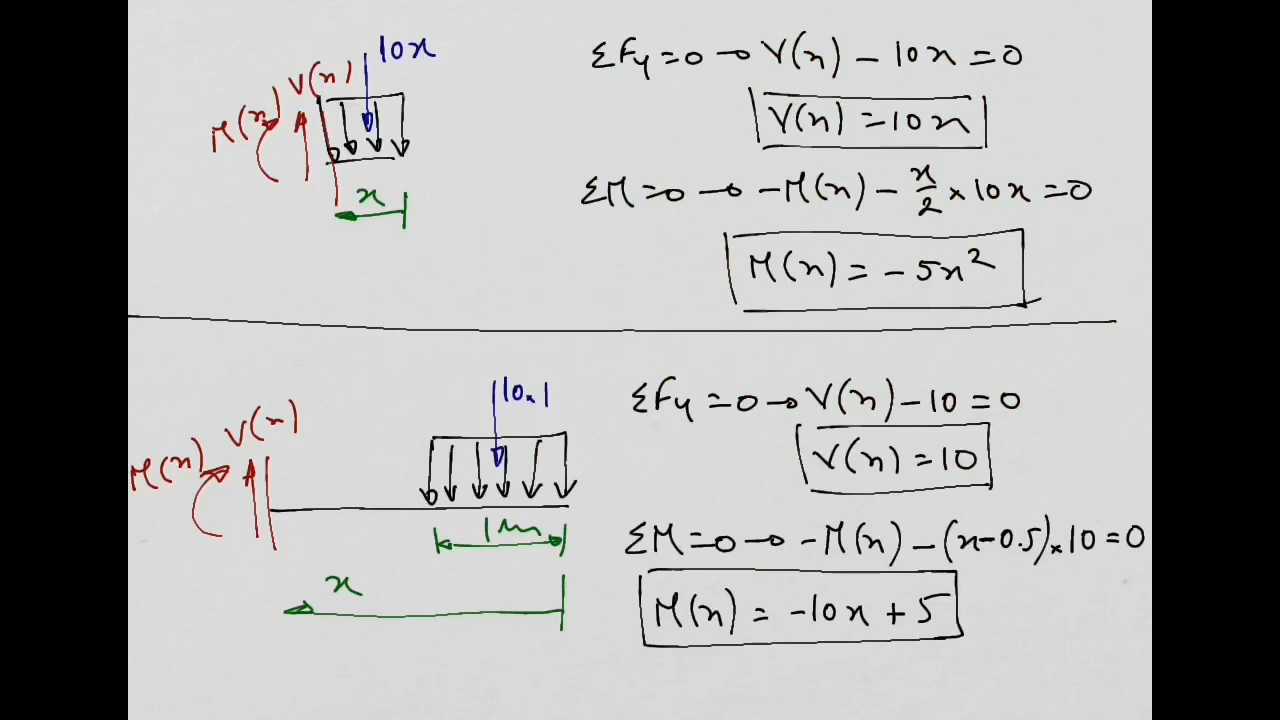 10x
V(x)
M(x)
x
ΣFy=0 → V(x) - 10x = 0
V(x) = 10x
ΣM=0 → -M(x) - x/2 × 10x = 0
M(x) = -5x²
10×1
V(x)
M(x)
1m
x
ΣFy=0 → V(x) - 10 = 0
V(x) = 10
ΣM=0 → -M(x) - (x-0.5)×10 = 0
M(x) = -10x + 5